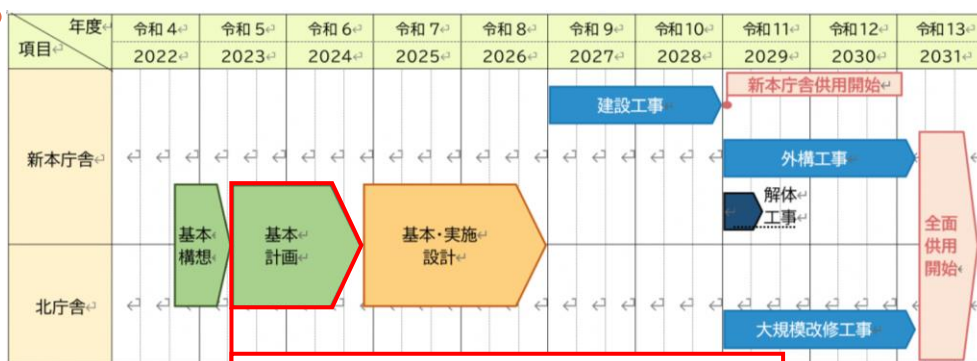 年度 令和4 令和5 令和6 令和7 令和8 令和9 令和10 令和11 令和12 令和13
項目 2022 2023 2024 2025 2026 2027 2028 2029 2030 2031
新本庁舎供用開始
建設工事
新本庁舎
外構工事
解体
工事
基本
構想
基本
計画
基本・実施
設計
全面
供用
開始
北庁舎
大規模改修工事